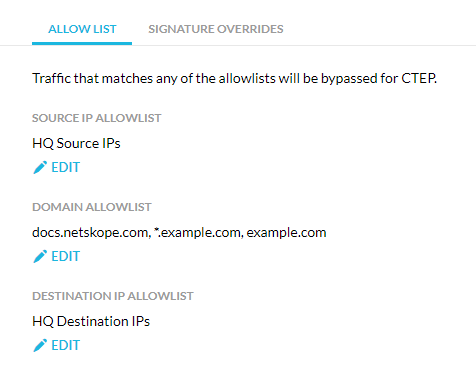 ALLOW LIST SIGNATURE OVERRIDES
Traffic that matches any of the allowlists will be bypassed for CTEP.
SOURCE IP ALLOWLIST
HQ Source IPs
EDIT
DOMAIN ALLOWLIST
docs.netskope.com, *.example.com, example.com
EDIT
DESTINATION IP ALLOWLIST
HQ Destination IPs
EDIT